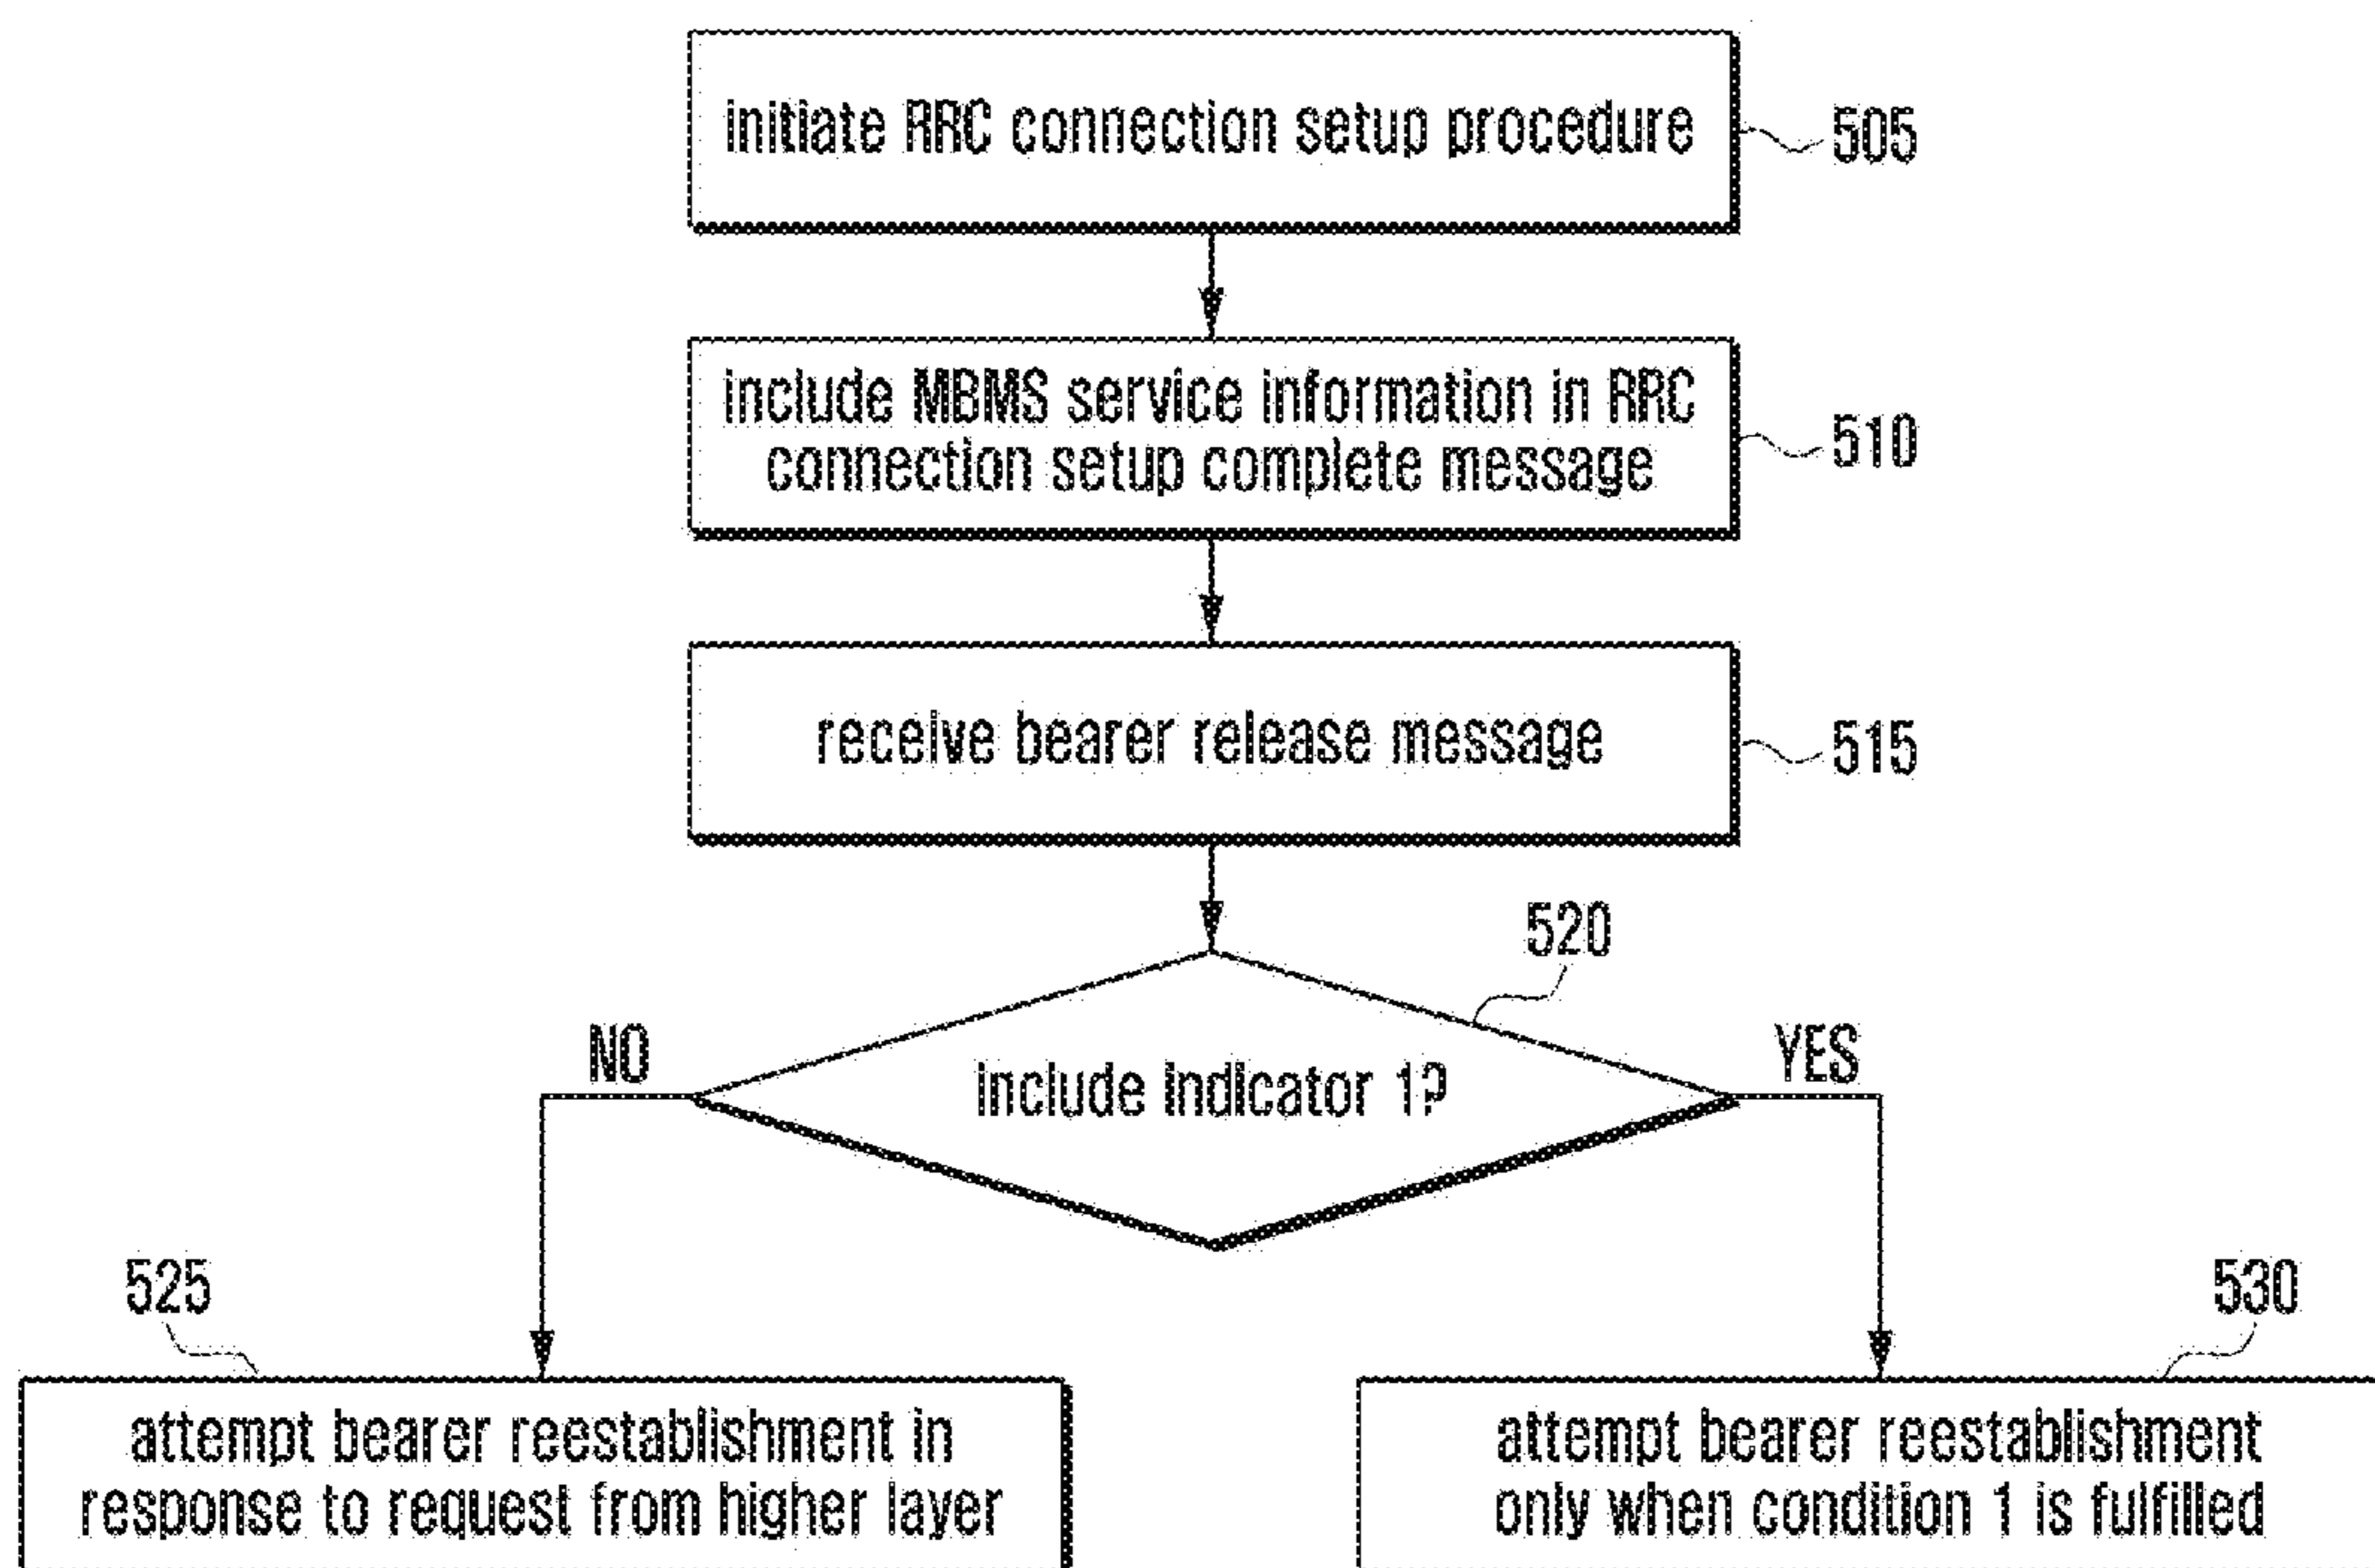 initiate RRC connection setup procedure
505
include MBMS service information in RRC
connection setup complete message
510
receive bearer release message
515
520
NO
YES
include indicator 1?
525
530
attempt bearer reestablishment in
response to request from higher layer
attempt bearer reestablishment
only when condition 1 is fulfilled